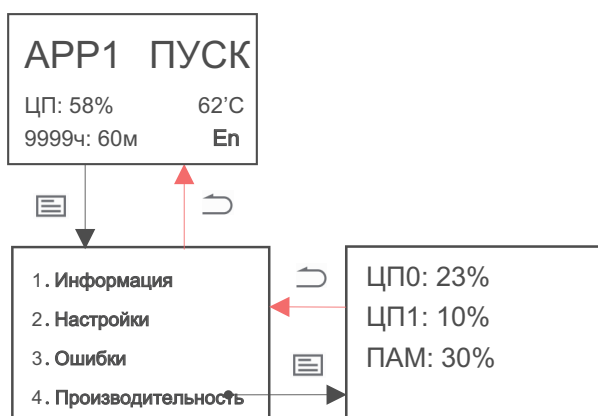 APP1 ПУСК
ЦП: 58% 62'C
9999ч: 60м En
1. Информация
2. Настройки
3. Ошибки
4. Производительность
ЦП0: 23%
ЦП1: 10%
ПАМ: 30%